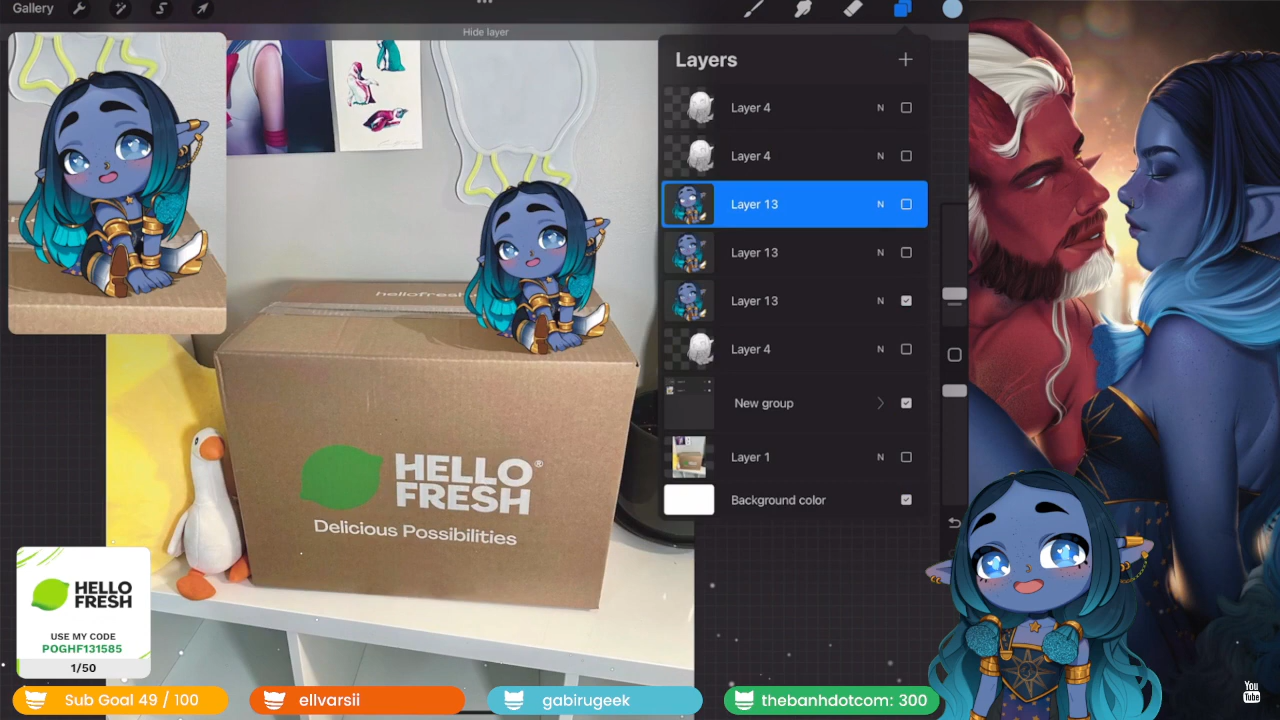 Gallery
Hide layer
Layers
Layer 4 N
Layer 4 N
Layer 13 N
Layer 13 N
Layer 13 N
Layer 4 N
New group
Layer 1 N
Background color
hellofresh
HELLO
FRESH®
Delicious Possibilities
HELLO
FRESH
USE MY CODE
POGHF131585
1/50
Sub Goal 49 / 100
ellvarsii
gabirugeek
thebanhdotcom: 300
You
Tube